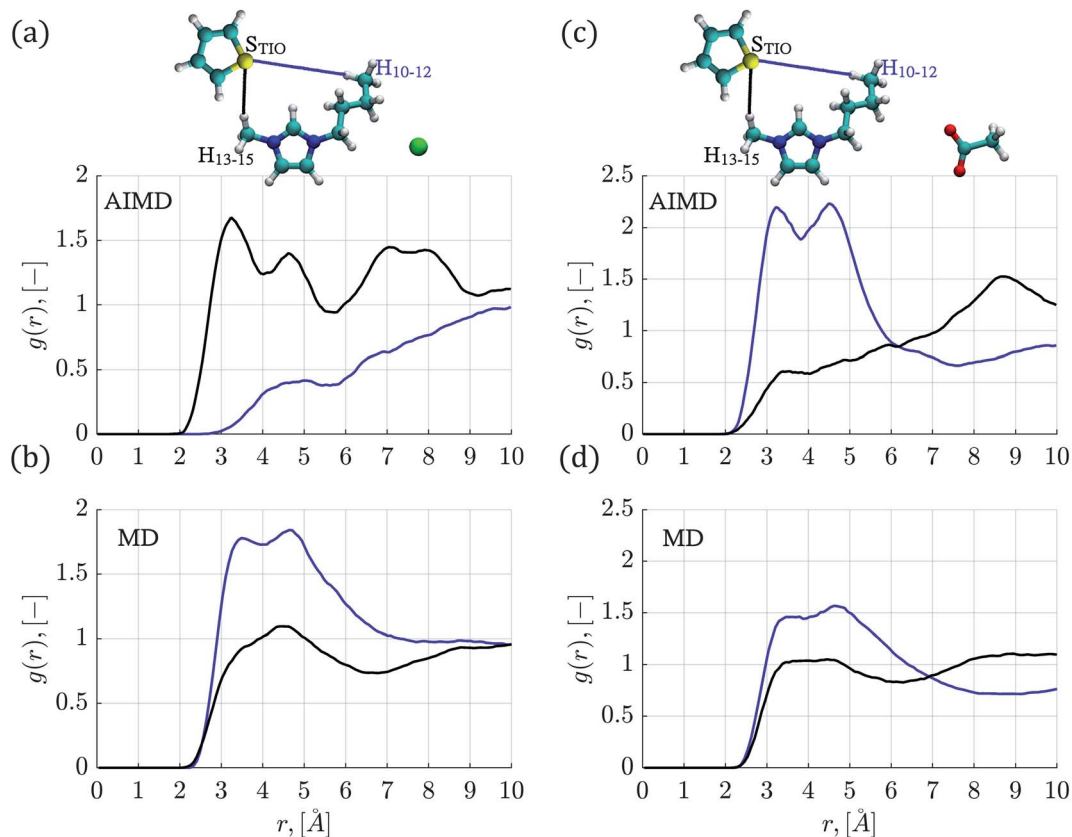 (a)
S_TIO
H_10-12
H_13-15
AIMD
g(r), [−]
2
1.5
1
0.5
0
0 1 2 3 4 5 6 7 8 9 10
(b)
MD
g(r), [−]
2
1.5
1
0.5
0
0 1 2 3 4 5 6 7 8 9 10
r, [Å]
(c)
S_TIO
H_10-12
H_13-15
AIMD
g(r), [−]
2.5
2
1.5
1
0.5
0
0 1 2 3 4 5 6 7 8 9 10
(d)
MD
g(r), [−]
2.5
2
1.5
1
0.5
0
0 1 2 3 4 5 6 7 8 9 10
r, [Å]